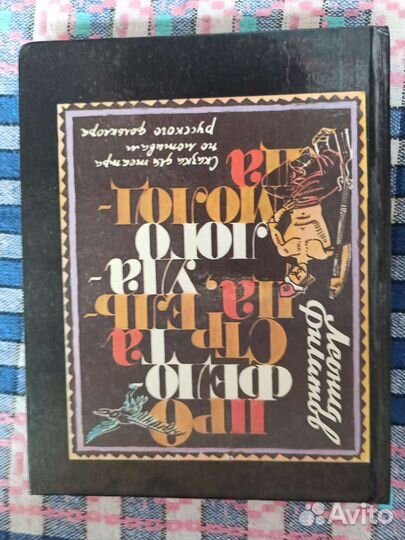 Леонид
Филатов
ПРО
ФЕДО
ТА
СТРЕЛЬ-
ЦА, УДА-
ЛОГО
МОЛОД-
ЦА
Сказка для театра
по мотивам
русского фольклора
Avito